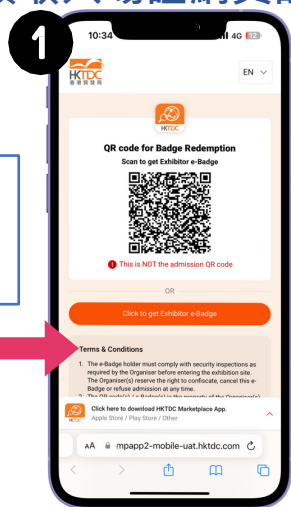 1
10:34
4G 32
HKTDC
香港貿發局
EN
HKTDC
QR code for Badge Redemption
Scan to get Exhibitor e-Badge
This is NOT the admission QR code
OR
Click to get Exhibitor e-Badge
Terms & Conditions
1. The e-Badge holder must comply with security inspections as
required by the Organiser before entering the exhibition site.
The Organiser(s) reserve the right to confiscate, cancel this e-
Badge or refuse admission at any time.
Click here to download HKTDC Marketplace App.
Apple Store / Play Store / Other
AA mpapp2-mobile-uat.hktdc.com